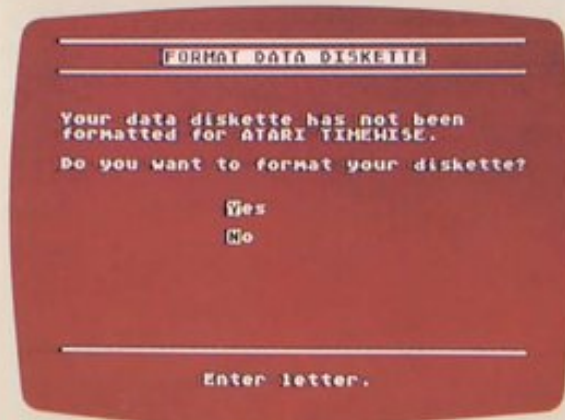 FORMAT DATA DISKETTE
Your data diskette has not been
formatted for ATARI TIMEWISE.
Do you want to format your diskette?
Yes
No
Enter letter.